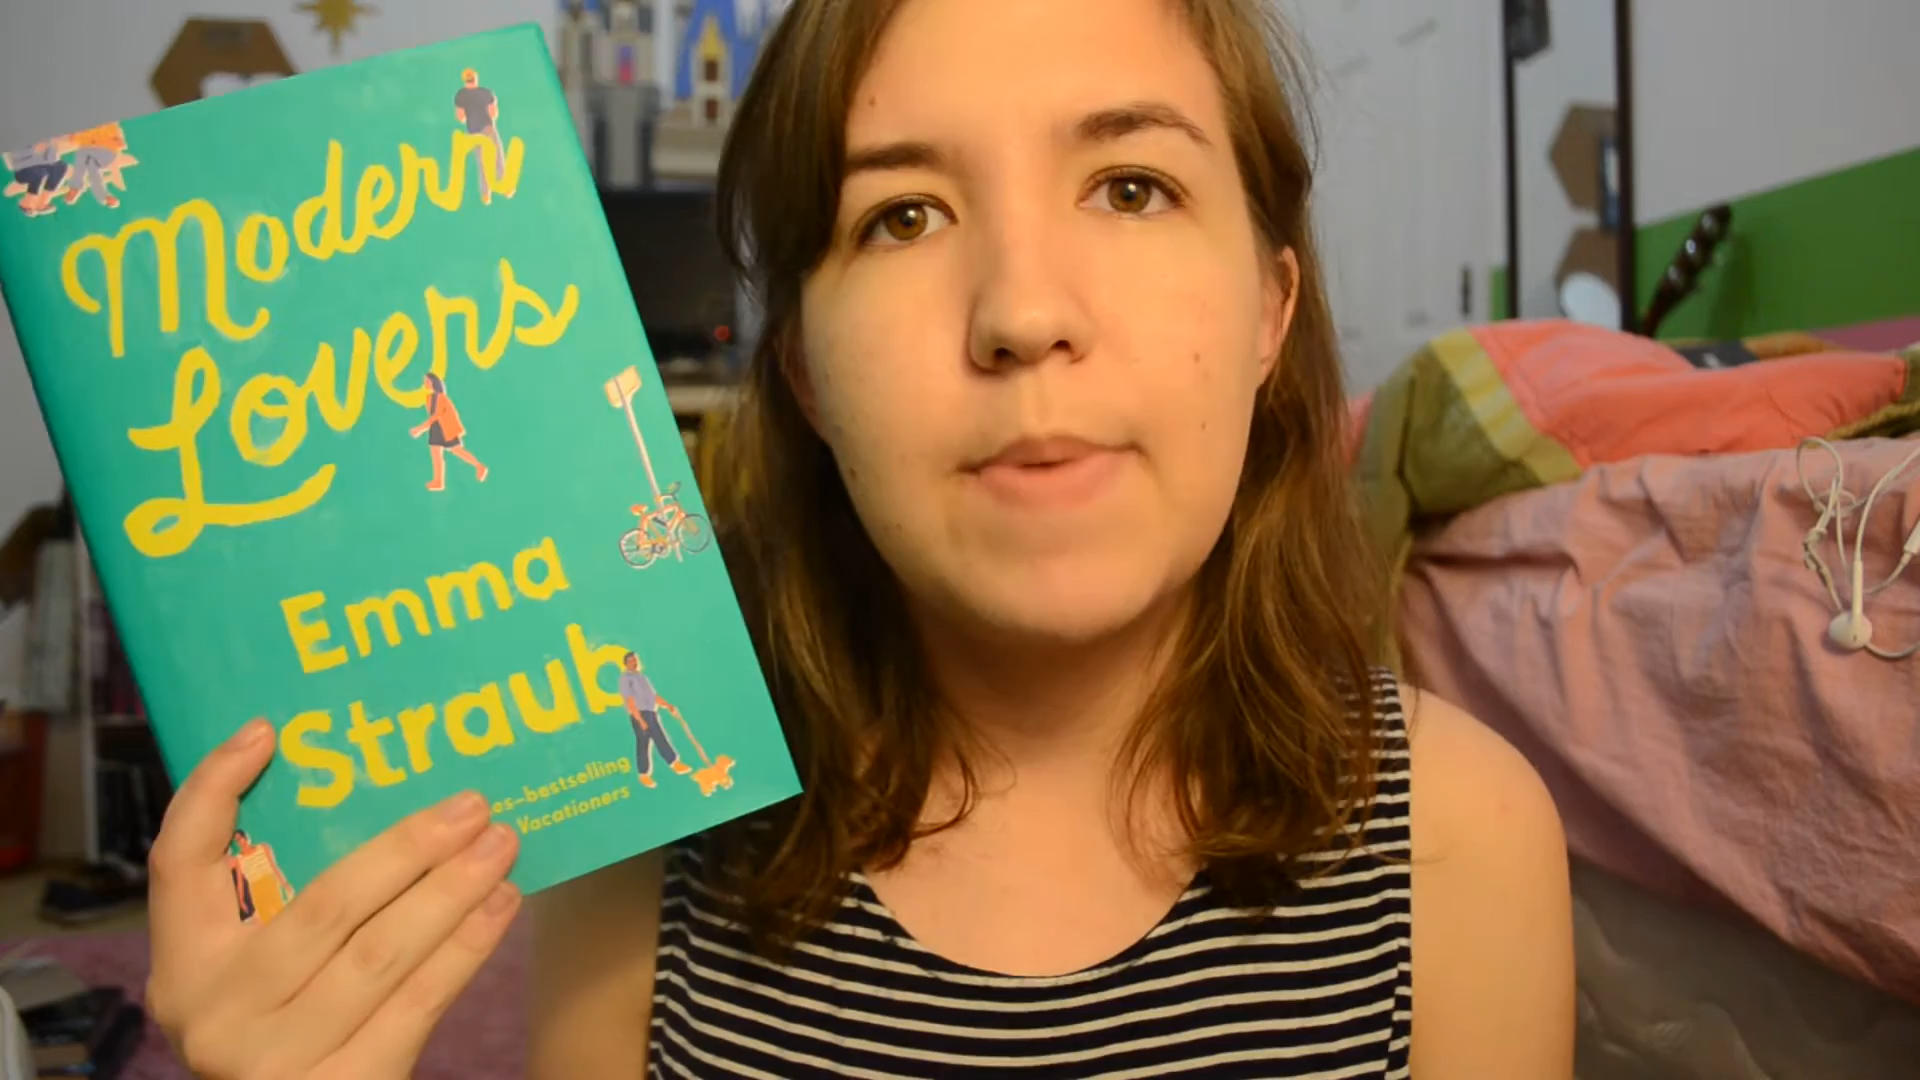 Modern
Lovers
Emma
Straub
es-bestselling
Vacationers